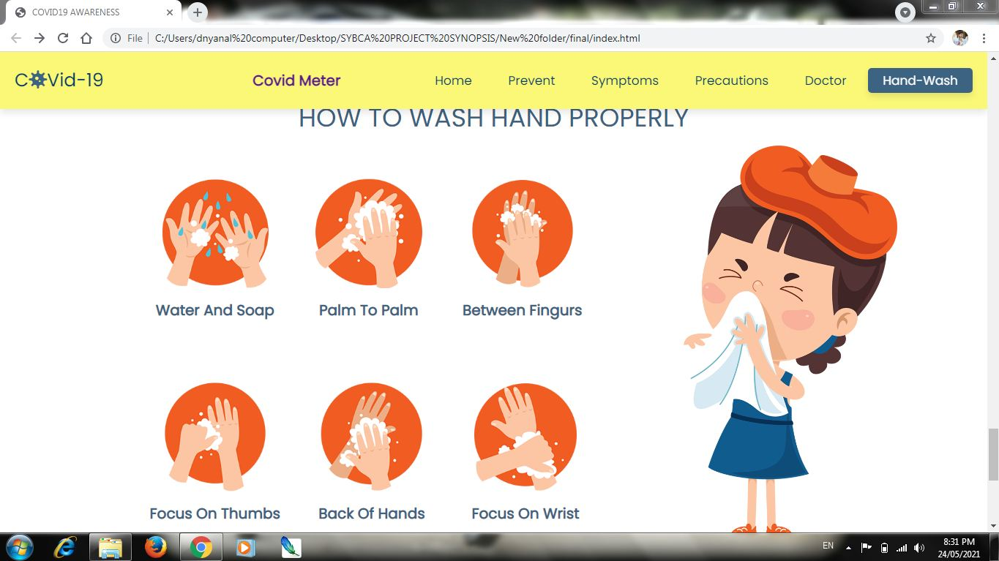 COVID19 AWARENESS
File
C:/Users/dnyanal%20computer/Desktop/SYBCA%20PROJECT%20SYNOPSIS/New%20folder/final/index.html
COVid-19 Covid Meter Home Prevent Symptoms Precautions Doctor Hand-Wash
HOW TO WASH HAND PROPERLY
Water And Soap Palm To Palm Between Fingurs
Focus On Thumbs Back Of Hands Focus On Wrist
EN 8:31 PM
24/05/2021